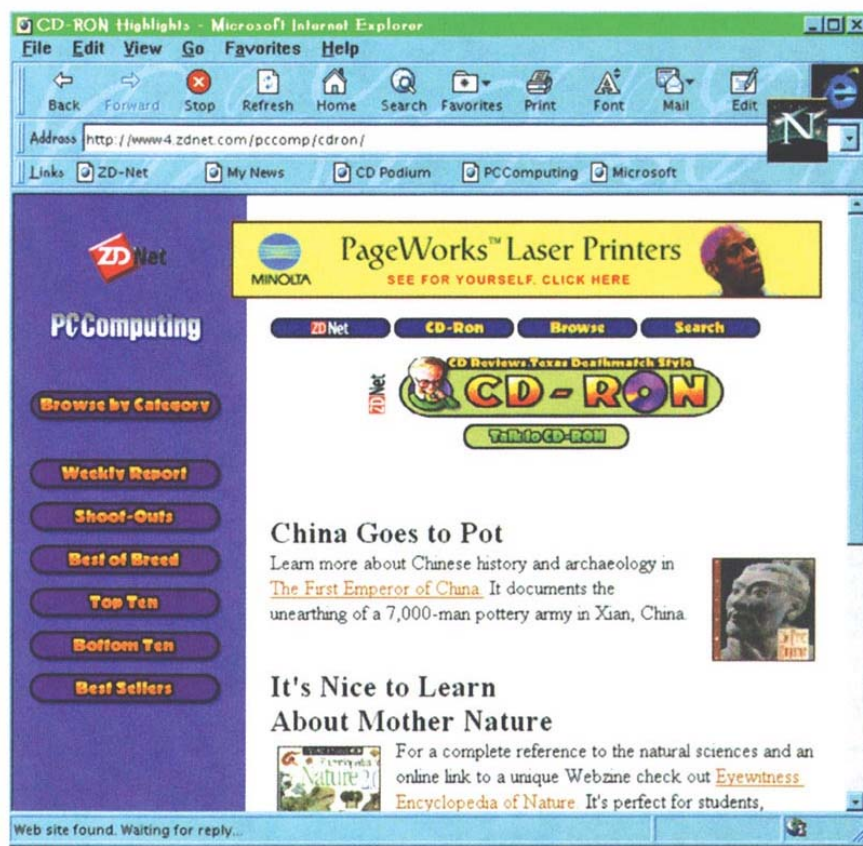 CD-RON Highlights - Microsoft Internet Explorer
File Edit View Go Favorites Help
Back Forward Stop Refresh Home Search Favorites Print Font Mail Edit
N
Address http://www4.zdnet.com/pccomp/cdron/
Links ZD-Net My News CD Podium PCComputing Microsoft
ZD Net
MINOLTA
PageWorks™ Laser Printers
SEE FOR YOURSELF. CLICK HERE
PC Computing
ZDNet CD-Ron Browse Search
ZDNet
CD Reviews Texas Deathmatch Style
CD-RON
Talk to CD-RON
Browse by Category
Weekly Report
Shoot-Outs
Best of Breed
Top Ten
Bottom Ten
Best Sellers
China Goes to Pot
Learn more about Chinese history and archaeology in
The First Emperor of China. It documents the
unearthing of a 7,000-man pottery army in Xian, China.
It's Nice to Learn
About Mother Nature
Nature 2.0
For a complete reference to the natural sciences and an
online link to a unique Webzine check out Eyewitness
Encyclopedia of Nature. It's perfect for students,
Web site found. Waiting for reply...